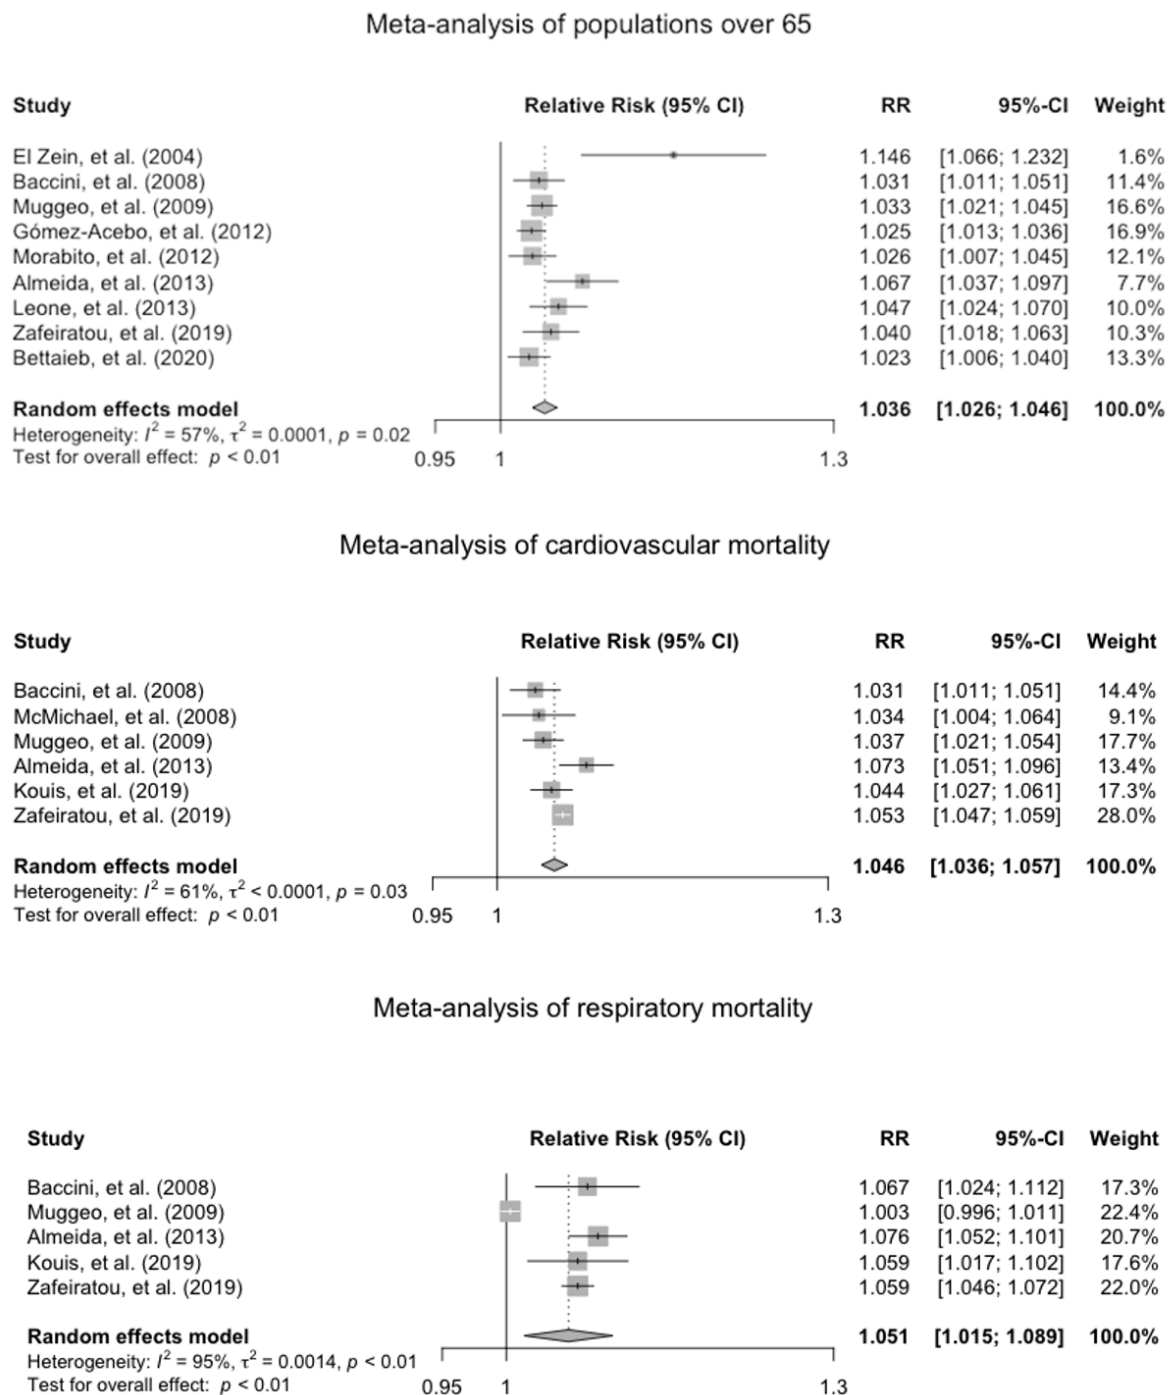 Meta-analysis of populations over 65
Study Relative Risk (95% CI) RR 95%-CI Weight
El Zein, et al. (2004) 1.146 [1.066; 1.232] 1.6%
Baccini, et al. (2008) 1.031 [1.011; 1.051] 11.4%
Muggeo, et al. (2009) 1.033 [1.021; 1.045] 16.6%
Gómez-Acebo, et al. (2012) 1.025 [1.013; 1.036] 16.9%
Morabito, et al. (2012) 1.026 [1.007; 1.045] 12.1%
Almeida, et al. (2013) 1.067 [1.037; 1.097] 7.7%
Leone, et al. (2013) 1.047 [1.024; 1.070] 10.0%
Zafeiratou, et al. (2019) 1.040 [1.018; 1.063] 10.3%
Bettaieb, et al. (2020) 1.023 [1.006; 1.040] 13.3%
Random effects model 1.036 [1.026; 1.046] 100.0%
Heterogeneity: I² = 57%, τ² = 0.0001, p = 0.02
Test for overall effect: p < 0.01 0.95 1 1.3
Meta-analysis of cardiovascular mortality
Study Relative Risk (95% CI) RR 95%-CI Weight
Baccini, et al. (2008) 1.031 [1.011; 1.051] 14.4%
McMichael, et al. (2008) 1.034 [1.004; 1.064] 9.1%
Muggeo, et al. (2009) 1.037 [1.021; 1.054] 17.7%
Almeida, et al. (2013) 1.073 [1.051; 1.096] 13.4%
Kouis, et al. (2019) 1.044 [1.027; 1.061] 17.3%
Zafeiratou, et al. (2019) 1.053 [1.047; 1.059] 28.0%
Random effects model 1.046 [1.036; 1.057] 100.0%
Heterogeneity: I² = 61%, τ² < 0.0001, p = 0.03
Test for overall effect: p < 0.01 0.95 1 1.3
Meta-analysis of respiratory mortality
Study Relative Risk (95% CI) RR 95%-CI Weight
Baccini, et al. (2008) 1.067 [1.024; 1.112] 17.3%
Muggeo, et al. (2009) 1.003 [0.996; 1.011] 22.4%
Almeida, et al. (2013) 1.076 [1.052; 1.101] 20.7%
Kouis, et al. (2019) 1.059 [1.017; 1.102] 17.6%
Zafeiratou, et al. (2019) 1.059 [1.046; 1.072] 22.0%
Random effects model 1.051 [1.015; 1.089] 100.0%
Heterogeneity: I² = 95%, τ² = 0.0014, p < 0.01
Test for overall effect: p < 0.01 0.95 1 1.3